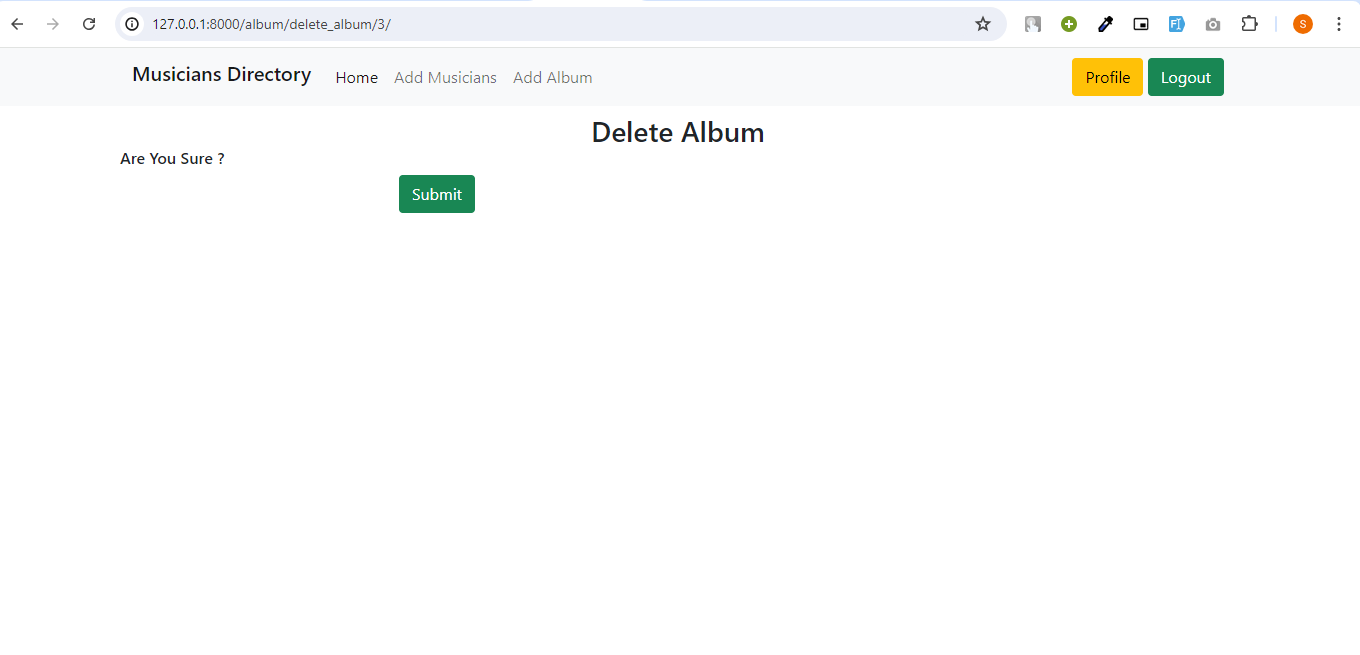 127.0.0.1:8000/album/delete_album/3/
FI
S
Musicians Directory Home Add Musicians Add Album Profile Logout
Delete Album
Are You Sure ?
Submit